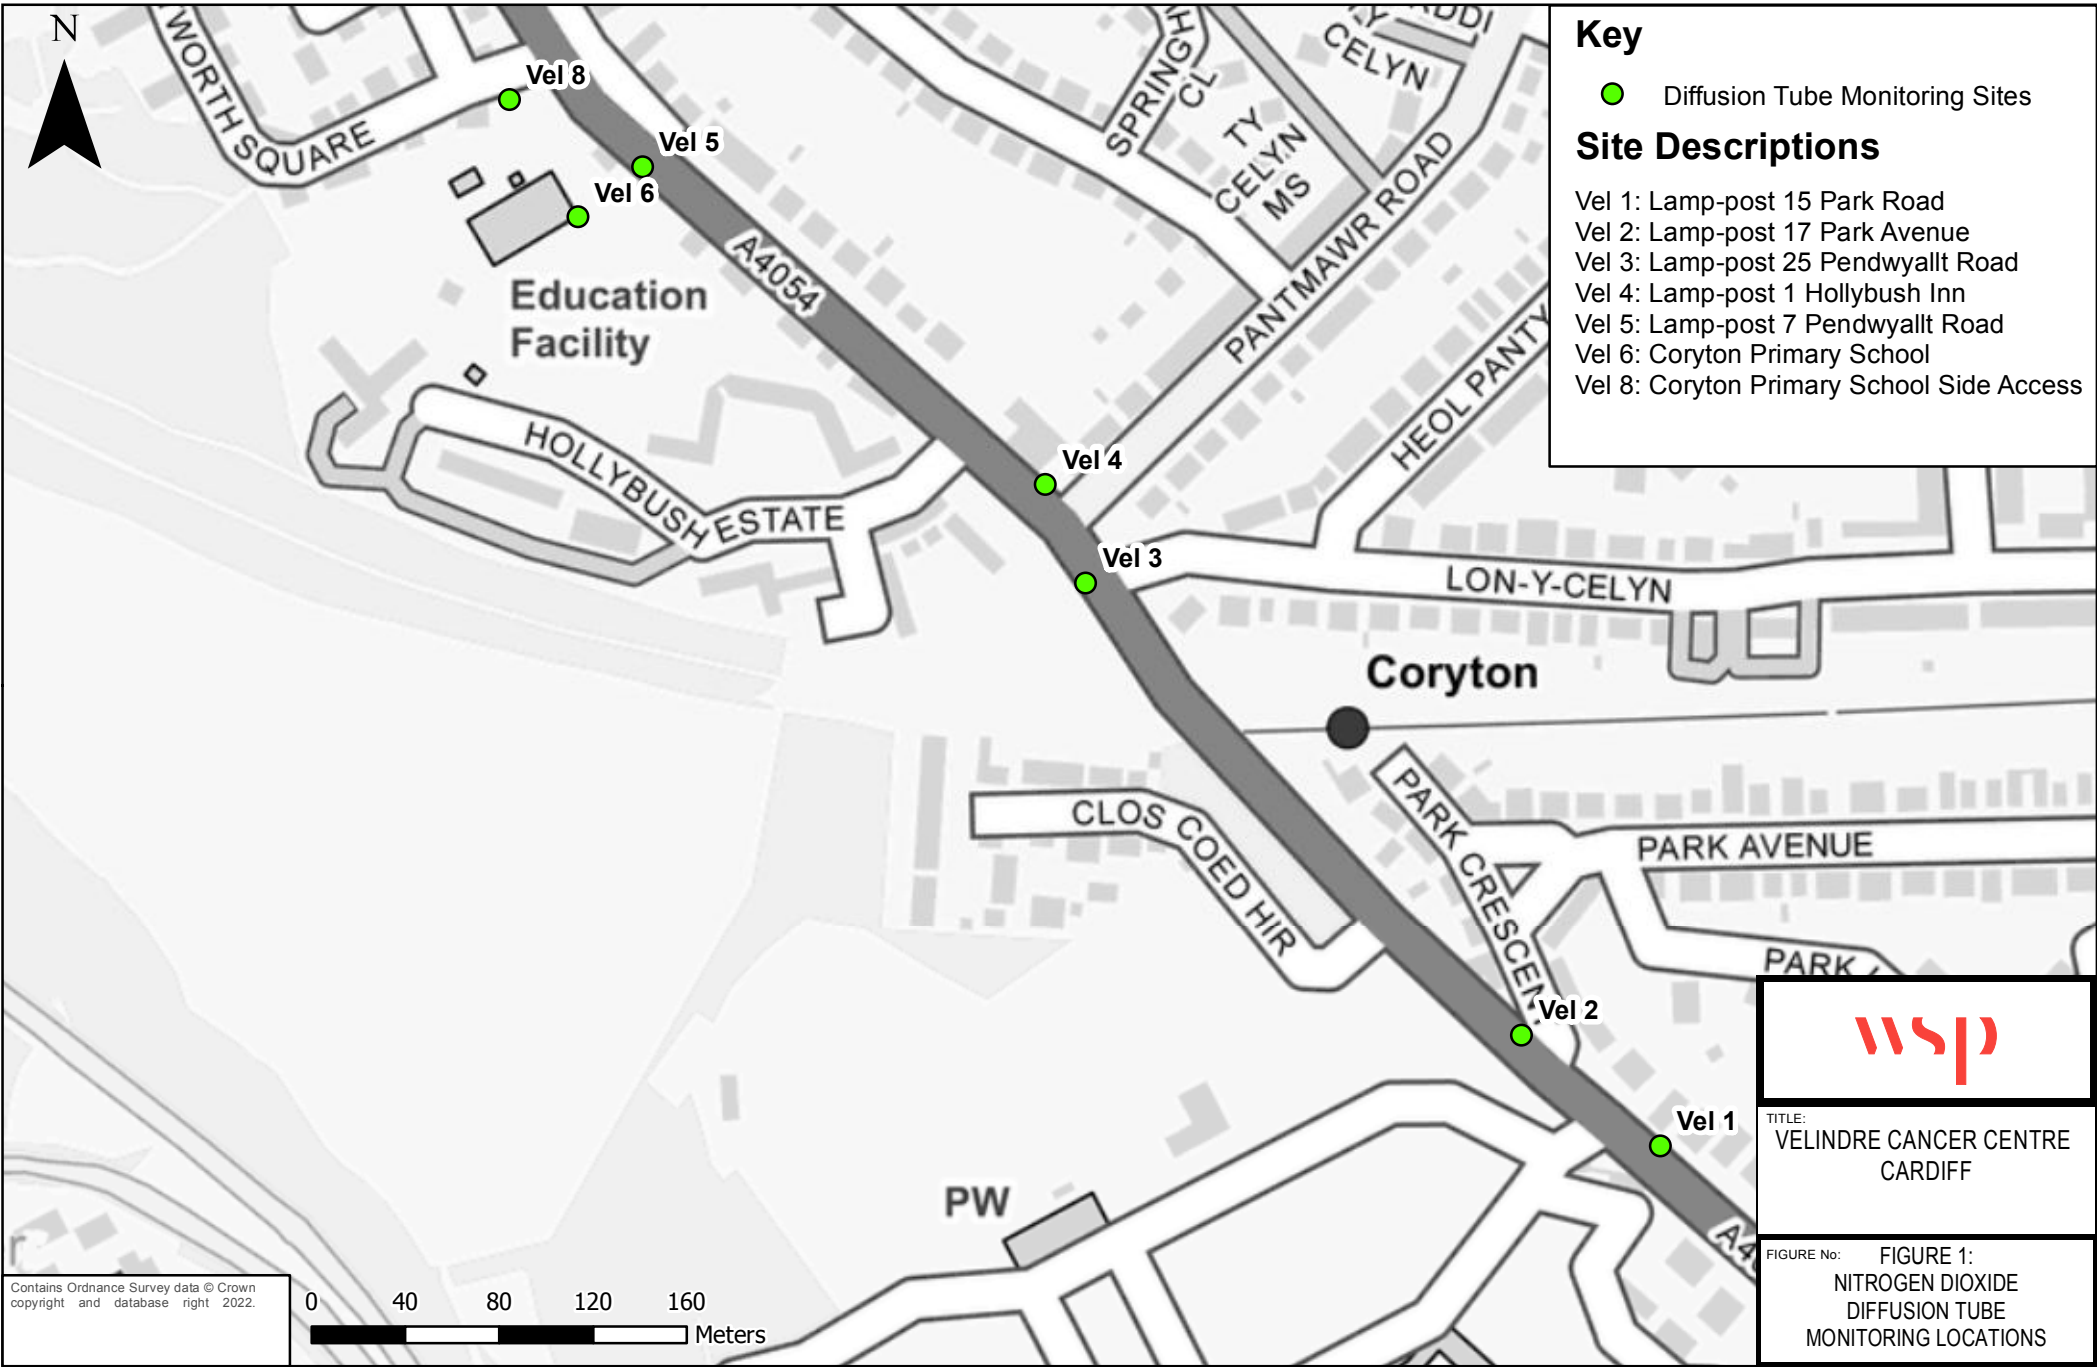 N
WORTH SQUARE
Vel 8
Vel 5
Vel 6
A4054
Education
Facility
SPRINGH
CL
TY
CELYN
MS
CELYN
PANTMAWR ROAD
HEOL PANTY
HOLLYBUSH ESTATE
Vel 4
Vel 3
LON-Y-CELYN
Coryton
CLOS COED HIR
PARK CRESCENT
PARK AVENUE
PARK
Vel 2
Vel 1
PW
Key
Diffusion Tube Monitoring Sites
Site Descriptions
Vel 1: Lamp-post 15 Park Road
Vel 2: Lamp-post 17 Park Avenue
Vel 3: Lamp-post 25 Pendwyallt Road
Vel 4: Lamp-post 1 Hollybush Inn
Vel 5: Lamp-post 7 Pendwyallt Road
Vel 6: Coryton Primary School
Vel 8: Coryton Primary School Side Access
wsp
TITLE:
VELINDRE CANCER CENTRE
CARDIFF
FIGURE No: FIGURE 1:
NITROGEN DIOXIDE
DIFFUSION TUBE
MONITORING LOCATIONS
Contains Ordnance Survey data © Crown
copyright and database right 2022.
0 40 80 120 160
Meters